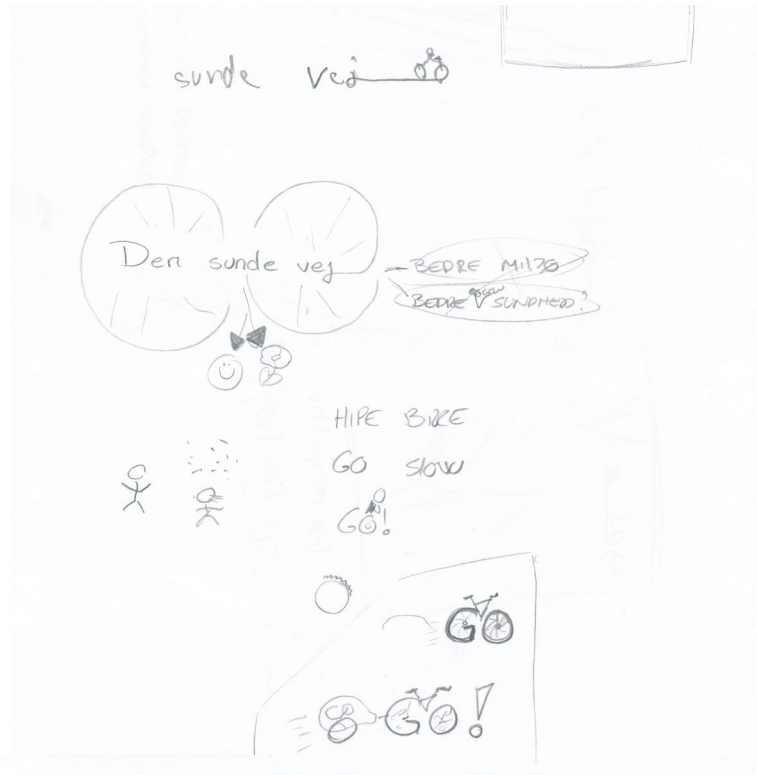 sunde vej
Den sunde vej
BEDRE MILJØ
BEDRE SUNDHED!
HIPE BIKE
GO SLOW
GO!
GO
GO!